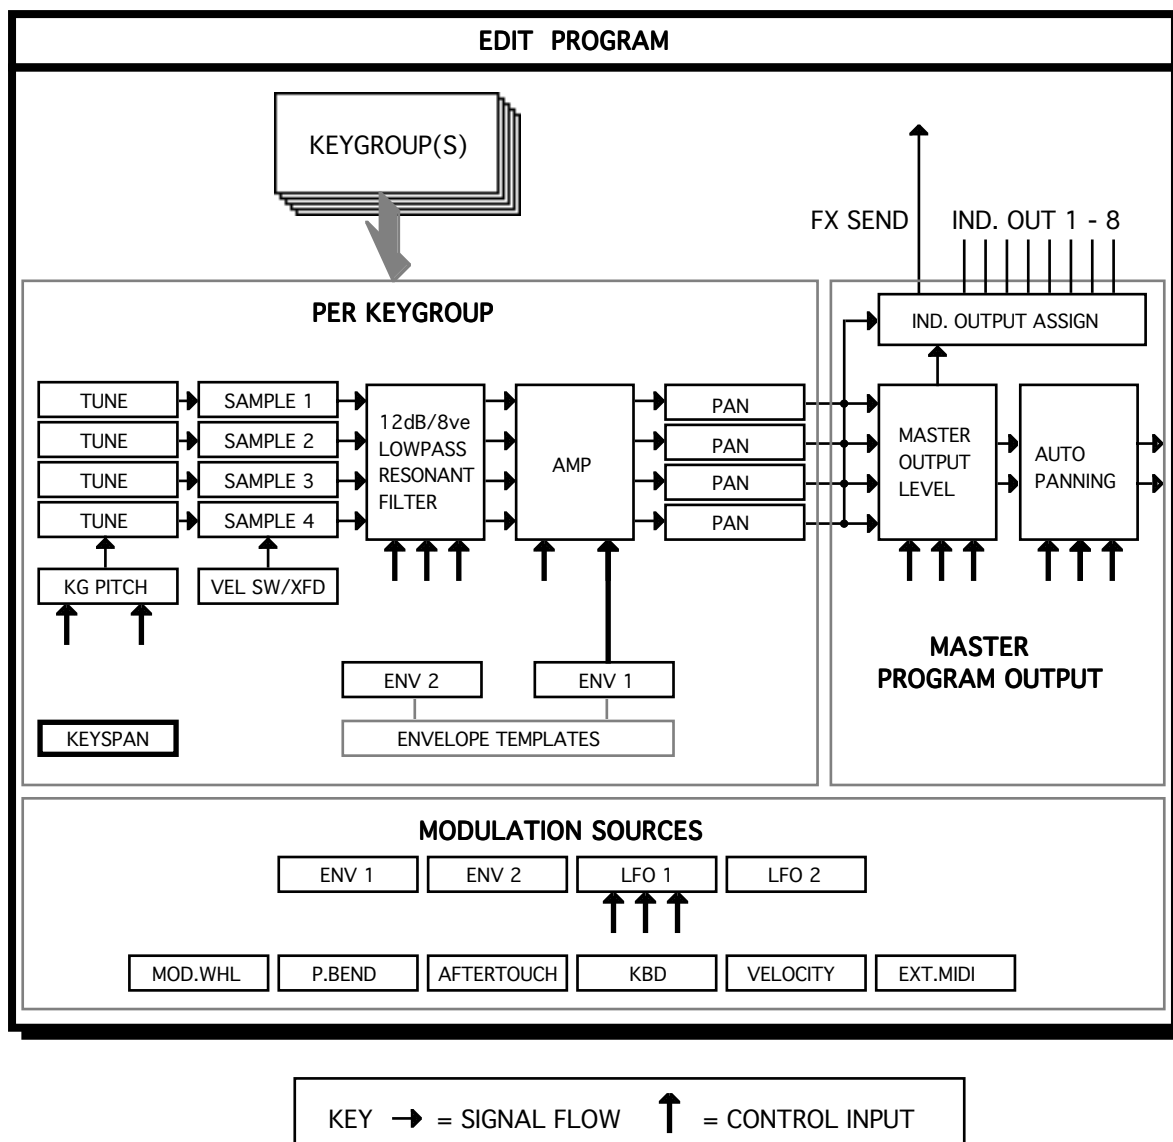 EDIT PROGRAM
KEYGROUP(S)
FX SEND
IND. OUT 1 - 8
PER KEYGROUP
IND. OUTPUT ASSIGN
TUNE
SAMPLE 1
TUNE
SAMPLE 2
TUNE
SAMPLE 3
TUNE
SAMPLE 4
12dB/8ve
LOWPASS
RESONANT
FILTER
AMP
PAN
PAN
PAN
PAN
MASTER
OUTPUT
LEVEL
AUTO
PANNING
KG PITCH
VEL SW/XFD
ENV 2
ENV 1
KEYSPAN
ENVELOPE TEMPLATES
MASTER
PROGRAM OUTPUT
MODULATION SOURCES
ENV 1
ENV 2
LFO 1
LFO 2
MOD.WHL
P.BEND
AFTERTOUCH
KBD
VELOCITY
EXT.MIDI
KEY = SIGNAL FLOW = CONTROL INPUT